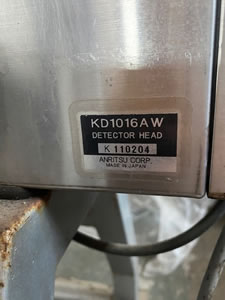 KD1016AW
DETECTOR HEAD
K 110204
ANRITSU CORP.
MADE IN JAPAN